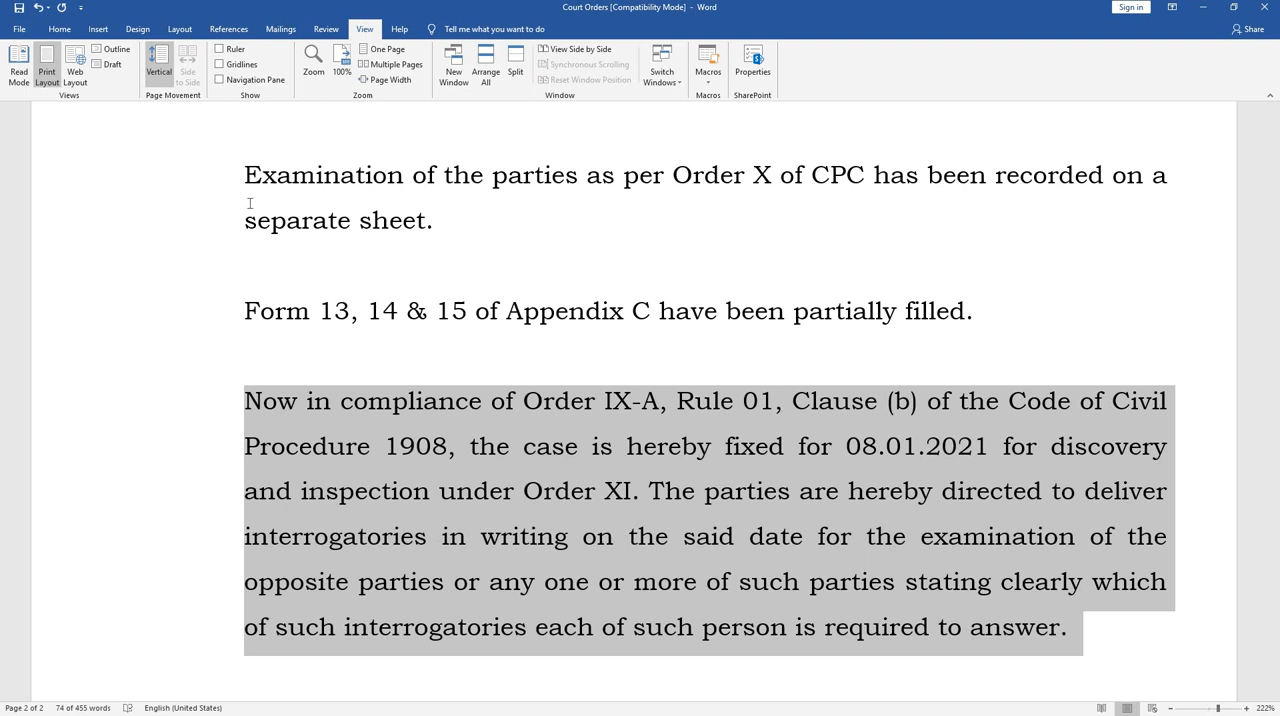 Court Orders [Compatibility Mode] - Word
Sign in
File Home Insert Design Layout References Mailings Review View Help Tell me what you want to do Share
Read Mode
Print Layout
Web Layout
Outline
Draft
Views
Vertical
Side to Side
Page Movement
Ruler
Gridlines
Navigation Pane
Show
Zoom
100%
One Page
Multiple Pages
Page Width
Zoom
New Window
Arrange All
Split
View Side by Side
Synchronous Scrolling
Reset Window Position
Switch Windows
Window
Macros
Macros
Properties
SharePoint
Examination of the parties as per Order X of CPC has been recorded on a
separate sheet.
Form 13, 14 & 15 of Appendix C have been partially filled.
Now in compliance of Order IX-A, Rule 01, Clause (b) of the Code of Civil
Procedure 1908, the case is hereby fixed for 08.01.2021 for discovery
and inspection under Order XI. The parties are hereby directed to deliver
interrogatories in writing on the said date for the examination of the
opposite parties or any one or more of such parties stating clearly which
of such interrogatories each of such person is required to answer.
Page 2 of 2 74 of 455 words English (United States) 222%